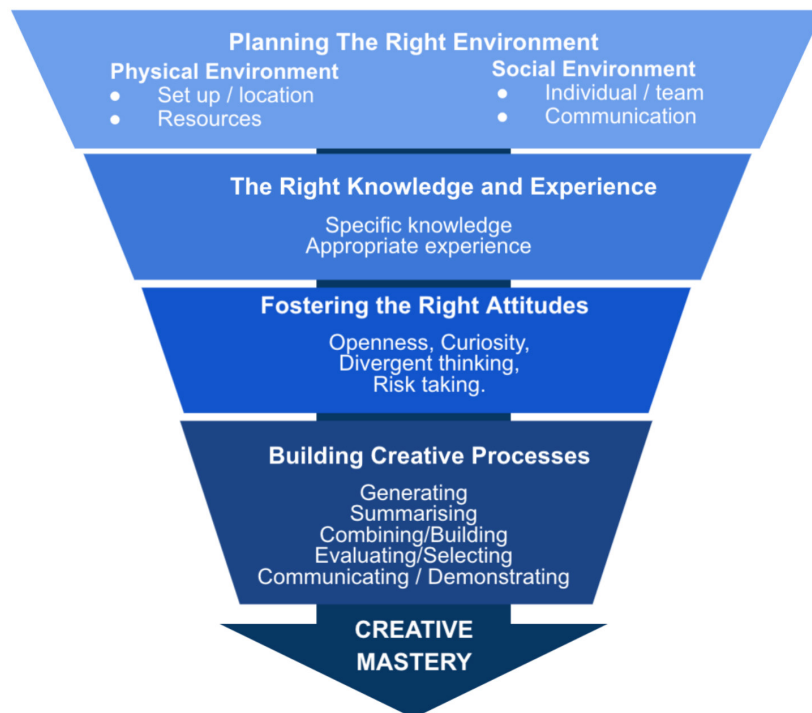 Planning The Right Environment
Physical Environment
● Set up / location
● Resources
Social Environment
● Individual / team
● Communication
The Right Knowledge and Experience
Specific knowledge
Appropriate experience
Fostering the Right Attitudes
Openness, Curiosity,
Divergent thinking,
Risk taking.
Building Creative Processes
Generating
Summarising
Combining/Building
Evaluating/Selecting
Communicating / Demonstrating
CREATIVE
MASTERY